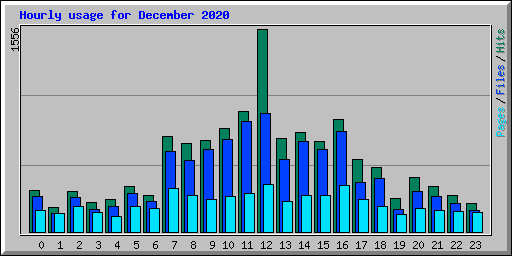 Hourly usage for December 2020
1556
Pages/Files/Hits
0 1 2 3 4 5 6 7 8 9 10 11 12 13 14 15 16 17 18 19 20 21 22 23